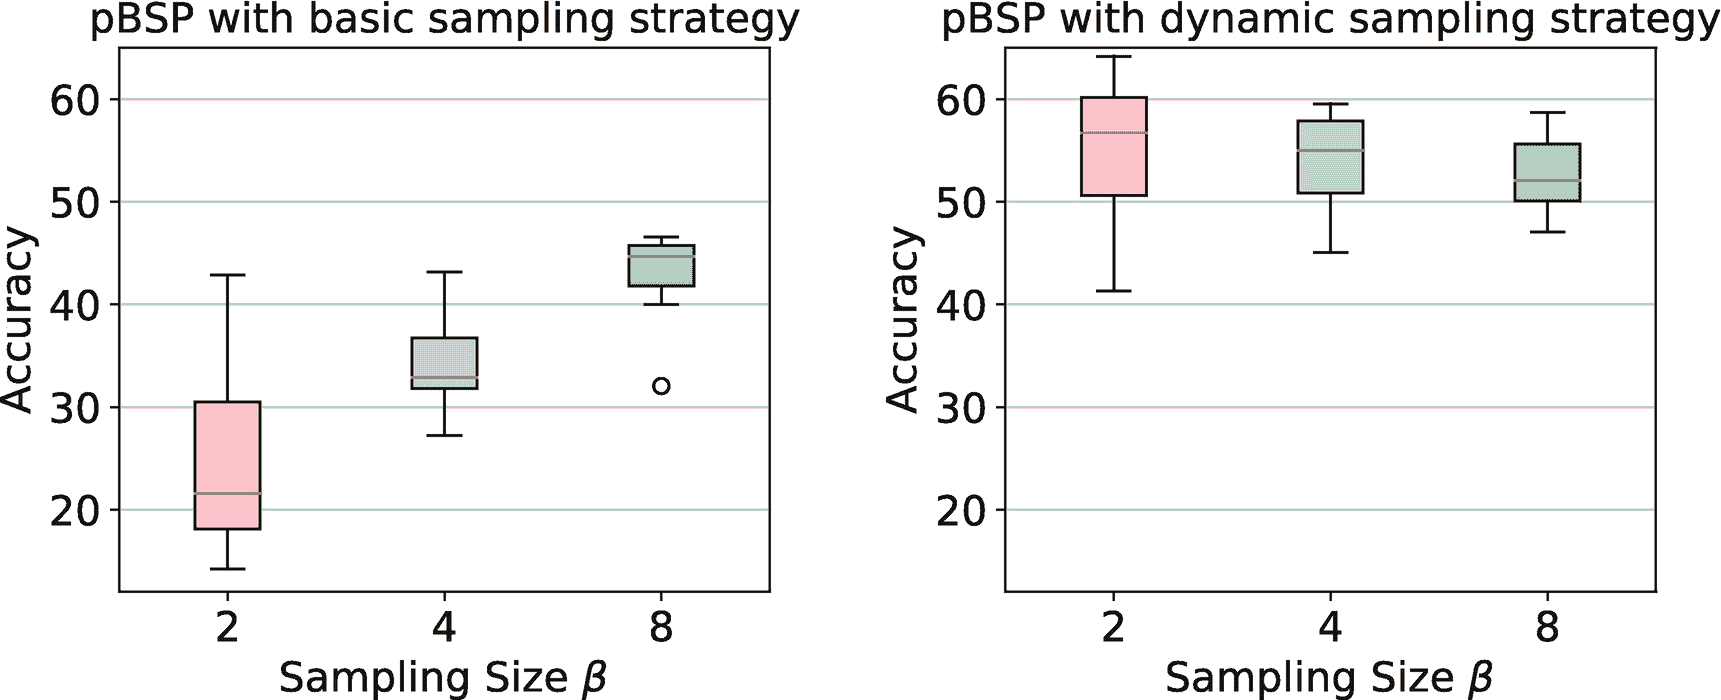 pBSP with basic sampling strategy
Accuracy
60
50
40
30
20
2 4 8
Sampling Size β
pBSP with dynamic sampling strategy
Accuracy
60
50
40
30
20
2 4 8
Sampling Size β